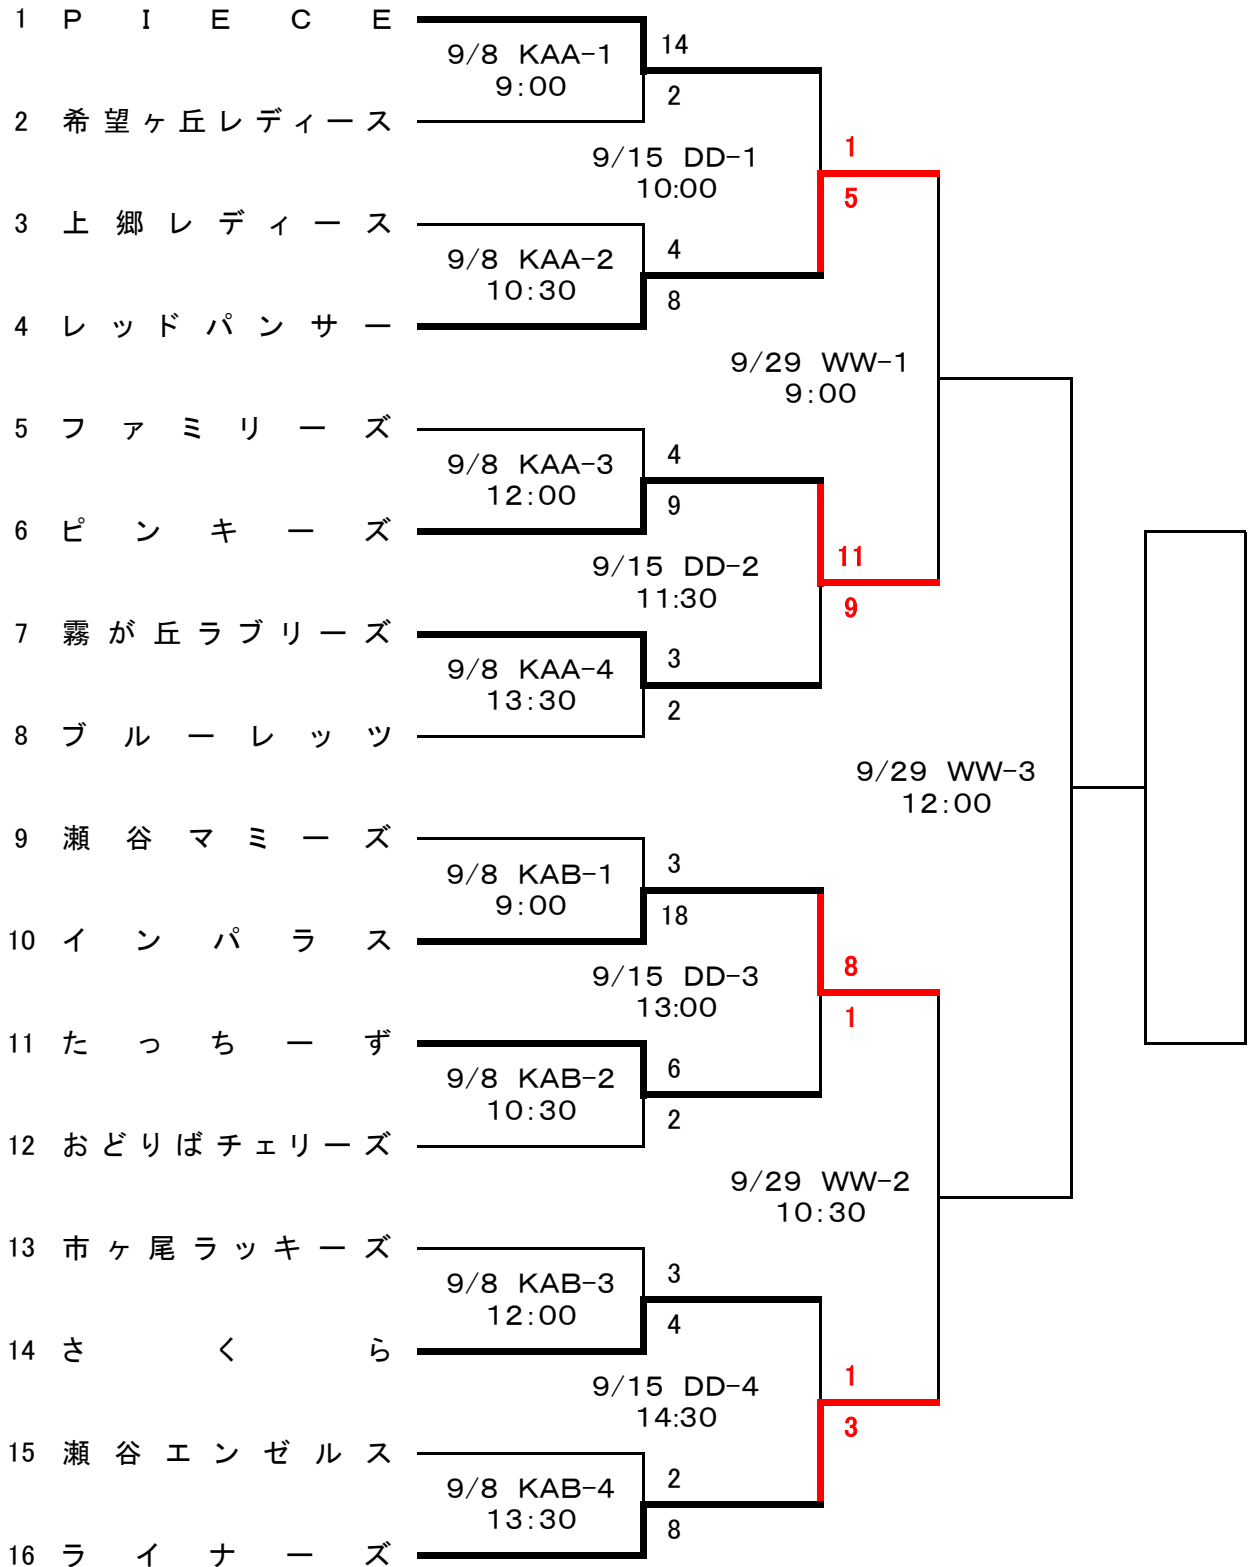 1 PIECE
14
9/8 KAA-1
9:00
2
2 希望ヶ丘レディース
1
9/15 DD-1
10:00
5
3 上郷レディース
4
9/8 KAA-2
10:30
8
4 レッドパンサー
9/29 WW-1
9:00
5 ファミリーズ
4
9/8 KAA-3
12:00
9
6 ピンキーズ
11
9/15 DD-2
11:30
9
7 霧が丘ラブリーズ
3
9/8 KAA-4
13:30
2
8 ブルーレッツ
9/29 WW-3
12:00
9 瀬谷マミーズ
3
9/8 KAB-1
9:00
18
10 インパラス
8
9/15 DD-3
13:00
1
11 たっちーず
6
9/8 KAB-2
10:30
2
12 おどりばチェリーズ
9/29 WW-2
10:30
13 市ヶ尾ラッキーズ
3
9/8 KAB-3
12:00
4
14 さくら
1
9/15 DD-4
14:30
3
15 瀬谷エンゼルス
2
9/8 KAB-4
13:30
8
16 ライナーズ